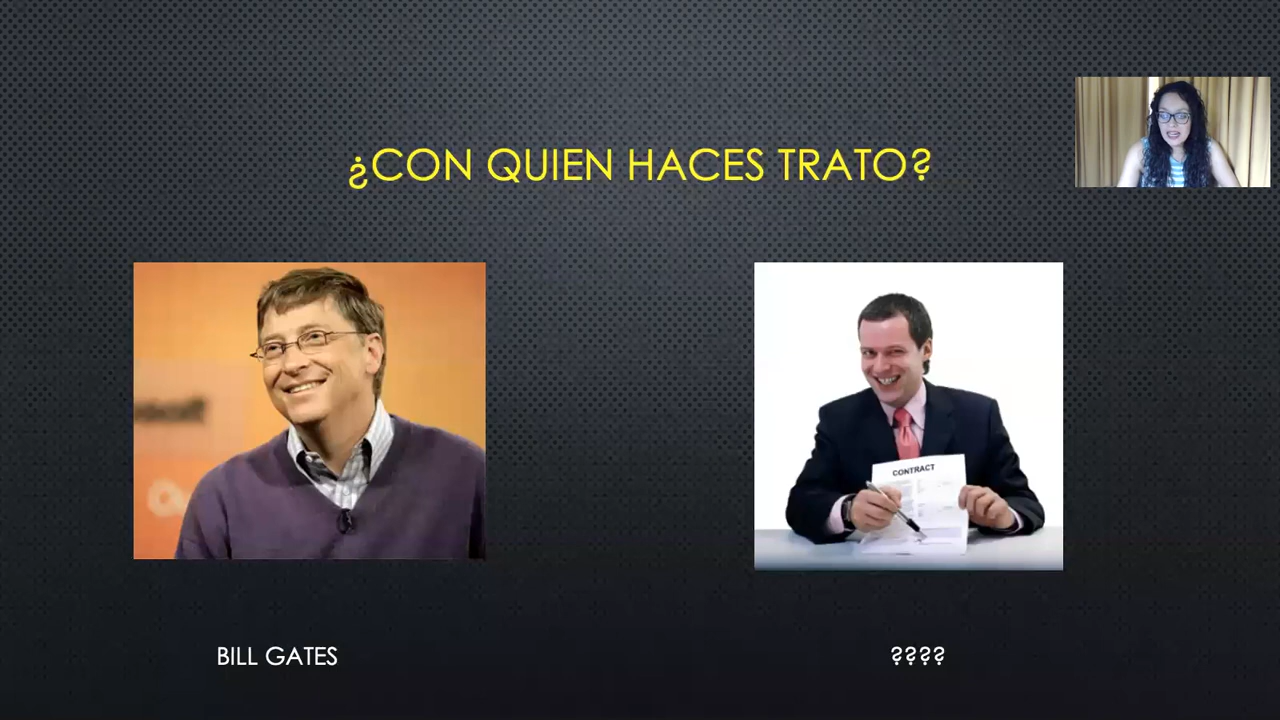 ¿CON QUIEN HACES TRATO?
CONTRACT
BILL GATES
????